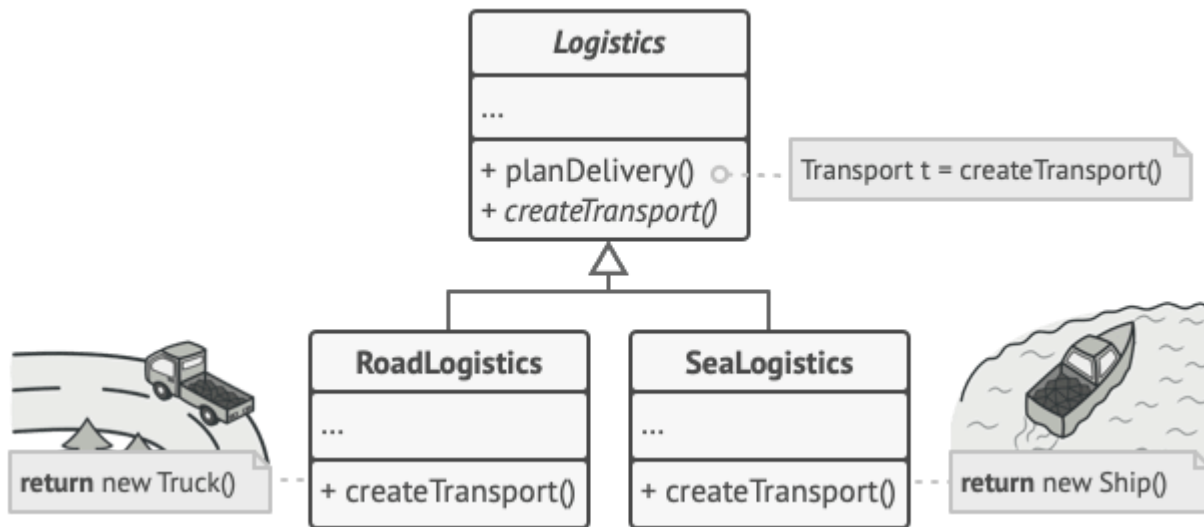 Logistics
...
+ planDelivery()
Transport t = createTransport()
+ createTransport()
RoadLogistics
...
+ createTransport()
return new Truck()
SeaLogistics
...
+ createTransport()
return new Ship()